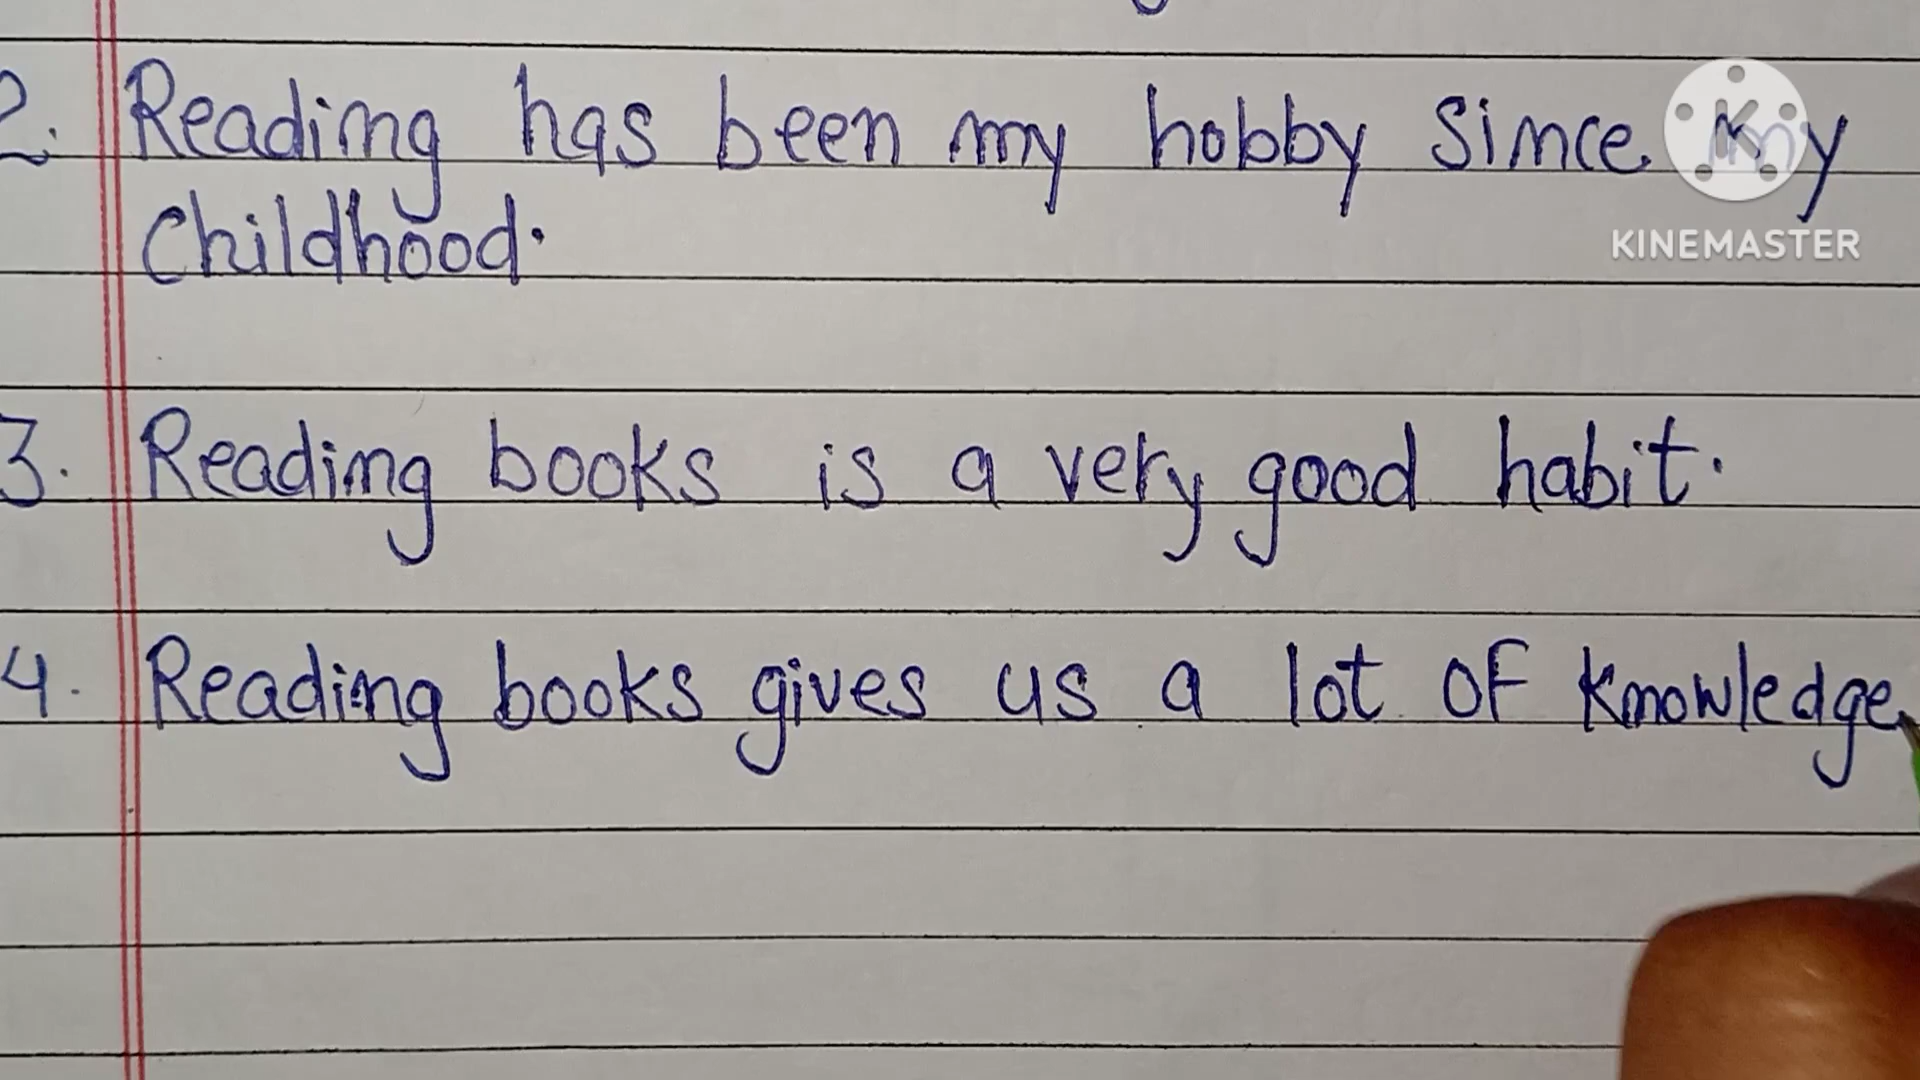 2. Reading has been my hobby since my
Childhood.
3. Reading books is a very good habit.
4. Reading books gives us a lot of knowledge
KINEMASTER